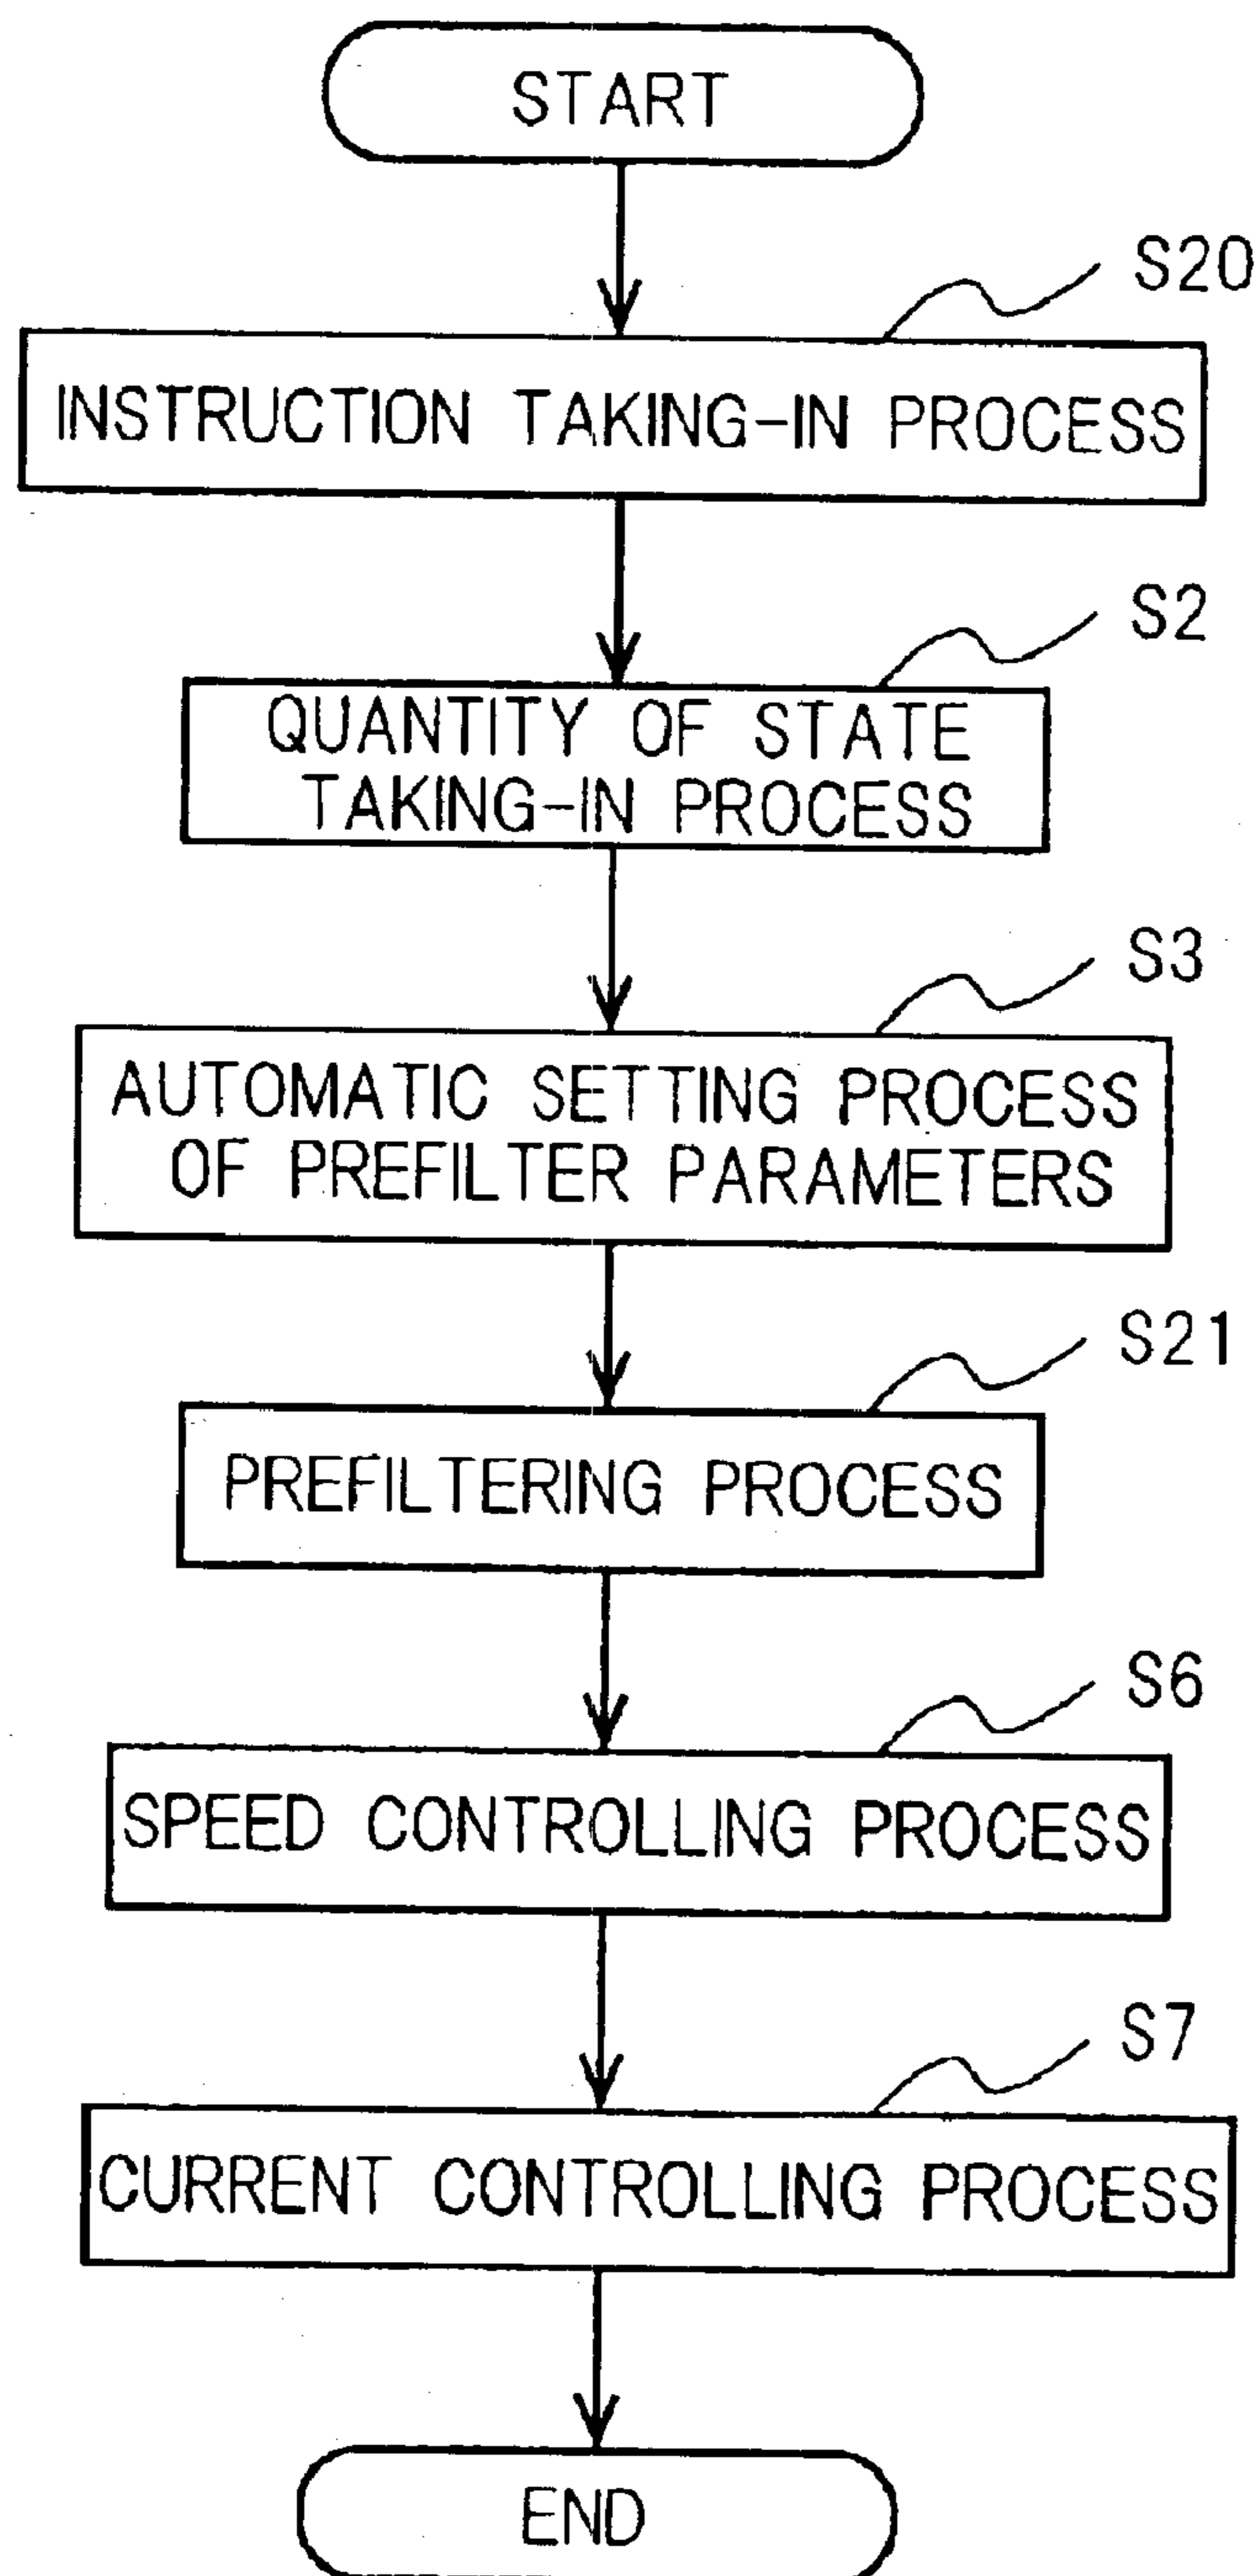 START
S20
INSTRUCTION TAKING-IN PROCESS
S2
QUANTITY OF STATE
TAKING-IN PROCESS
S3
AUTOMATIC SETTING PROCESS
OF PREFILTER PARAMETERS
S21
PREFILTERING PROCESS
S6
SPEED CONTROLLING PROCESS
S7
CURRENT CONTROLLING PROCESS
END